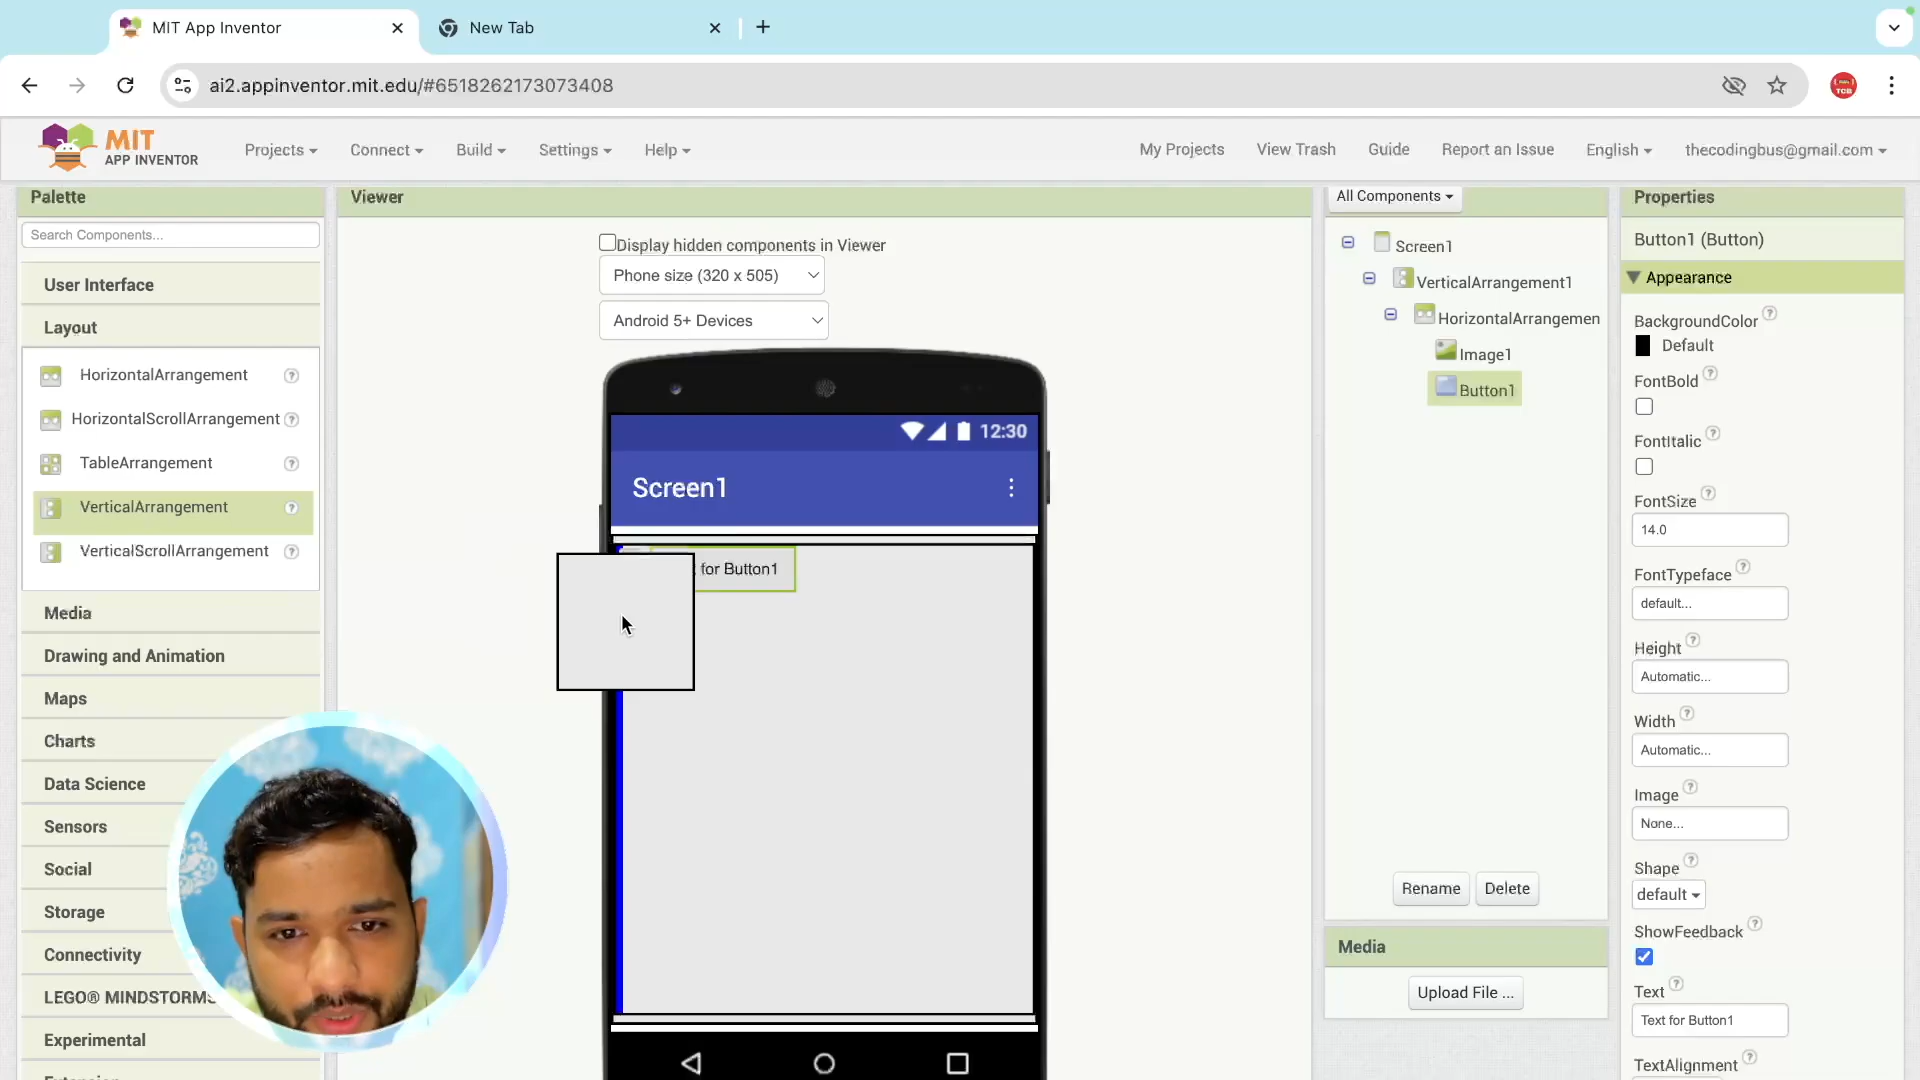 MIT App Inventor
New Tab
ai2.appinventor.mit.edu/#6518262173073408
MIT
APP INVENTOR
Projects
Connect
Build
Settings
Help
My Projects
View Trash
Guide
Report an Issue
English
thecodingbus@gmail.com
Palette
Search Components...
User Interface
Layout
HorizontalArrangement
HorizontalScrollArrangement
TableArrangement
VerticalArrangement
VerticalScrollArrangement
Media
Drawing and Animation
Maps
Charts
Data Science
Sensors
Social
Storage
Connectivity
LEGO® MINDSTORMS
Experimental
Viewer
Display hidden components in Viewer
Phone size (320 x 505)
Android 5+ Devices
12:30
Screen1
for Button1
All Components
Screen1
VerticalArrangement1
HorizontalArrangemen
Image1
Button1
Rename
Delete
Media
Upload File ...
Properties
Button1 (Button)
Appearance
BackgroundColor
Default
FontBold
FontItalic
FontSize
14.0
FontTypeface
default...
Height
Automatic...
Width
Automatic...
Image
None...
Shape
default
ShowFeedback
Text
Text for Button1
TextAlignment